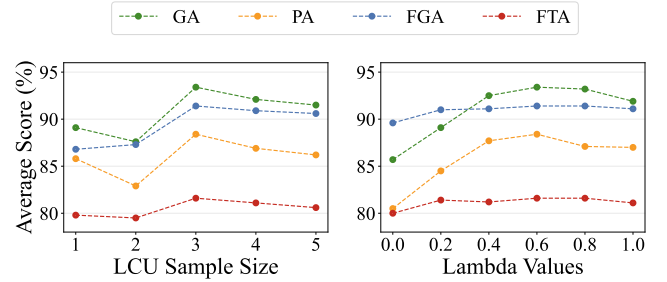 GA PA FGA FTA
Average Score (%)
95
90
85
80
1 2 3 4 5
LCU Sample Size
95
90
85
80
0.0 0.2 0.4 0.6 0.8 1.0
Lambda Values